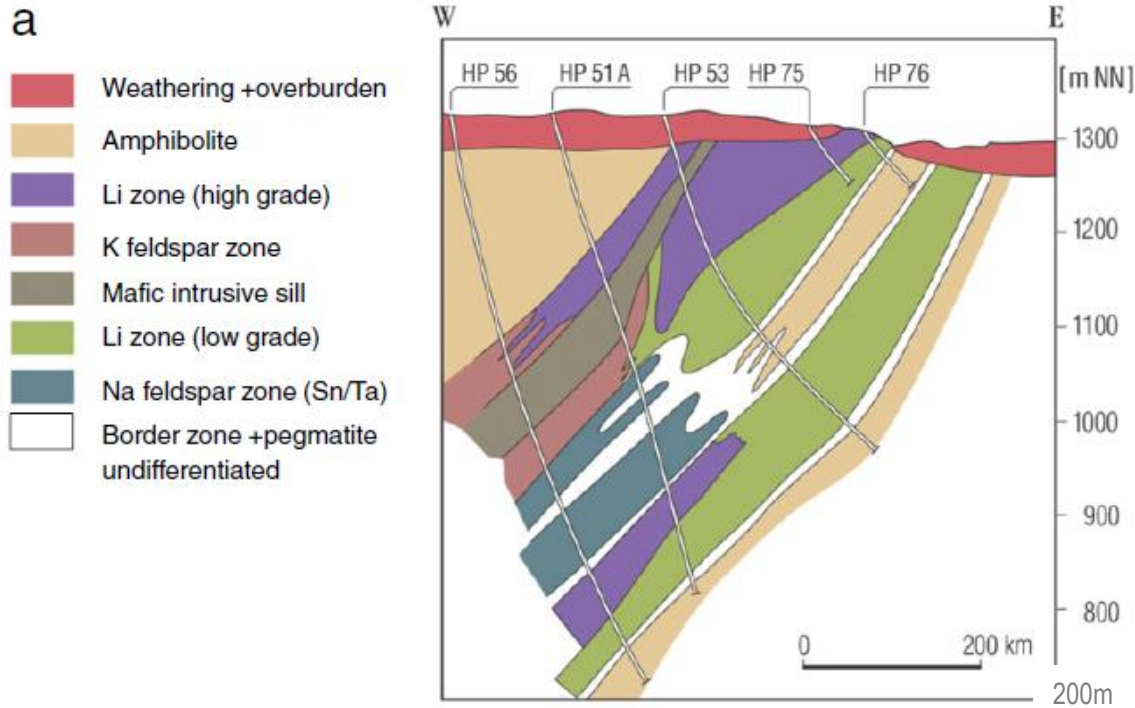 a
Weathering +overburden
Amphibolite
Li zone (high grade)
K feldspar zone
Mafic intrusive sill
Li zone (low grade)
Na feldspar zone (Sn/Ta)
Border zone +pegmatite
undifferentiated
W
E
HP 56
HP 51 A
HP 53
HP 75
HP 76
[m NN]
1300
1200
1100
1000
900
800
0
200 km
200m